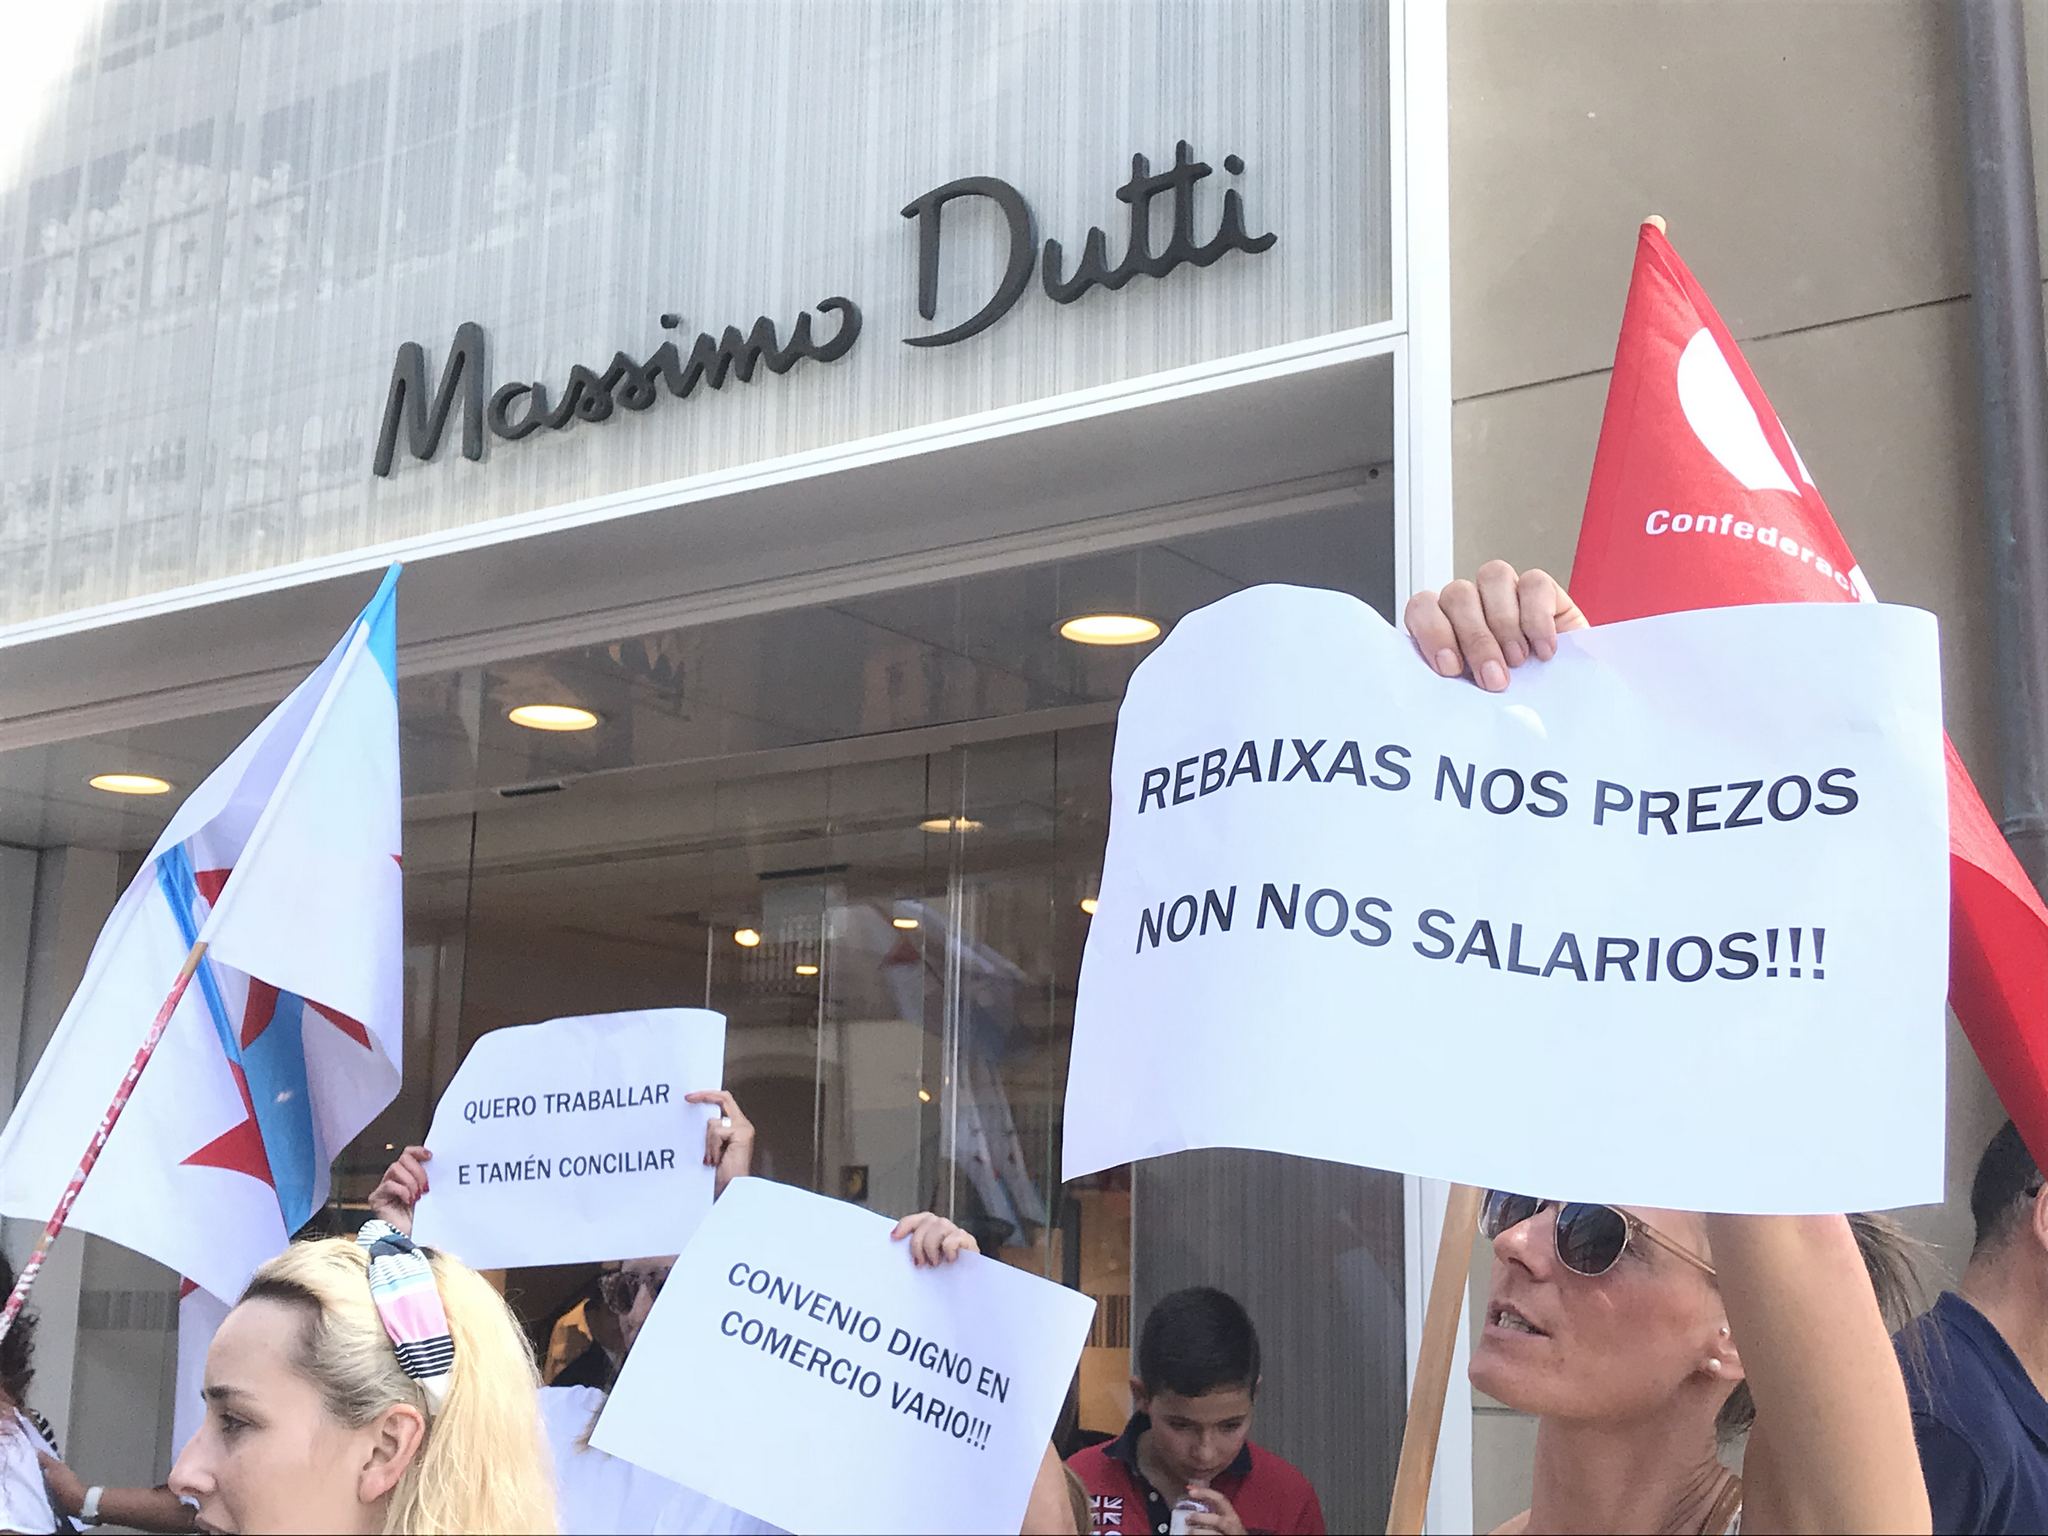 Massimo Dutti
Confederaci
REBAIXAS NOS PREZOS
NON NOS SALARIOS!!!
QUERO TRABALLAR
E TAMÉN CONCILIAR
CONVENIO DIGNO EN
COMERCIO VARIO!!!